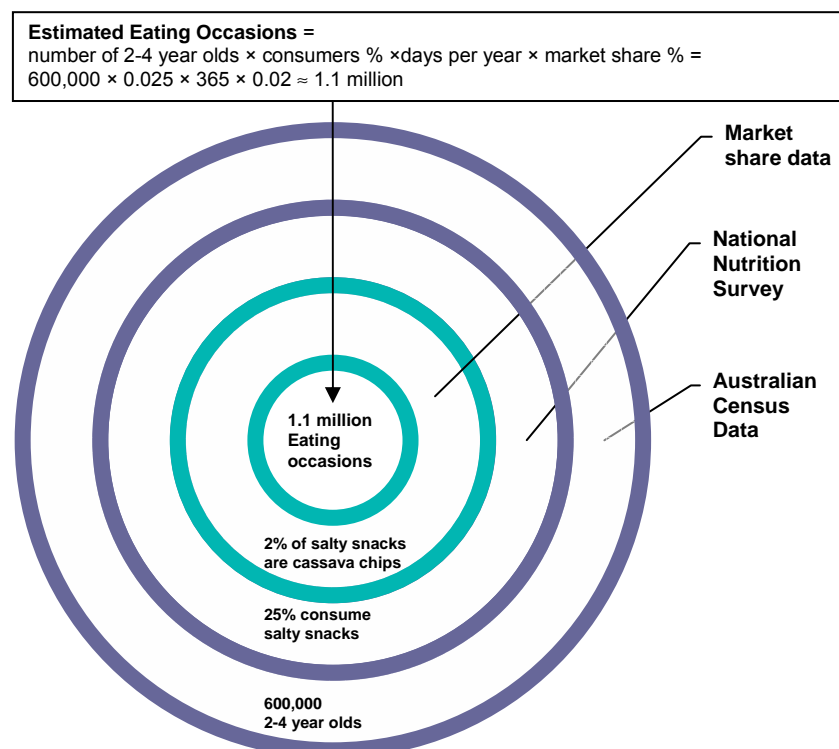 Estimated Eating Occasions =
number of 2-4 year olds × consumers % ×days per year × market share % =
600,000 × 0.025 × 365 × 0.02 ≈ 1.1 million
Market
share data
National
Nutrition
Survey
Australian
Census
Data
1.1 million
Eating
occasions
2% of salty snacks
are cassava chips
25% consume
salty snacks
600,000
2-4 year olds